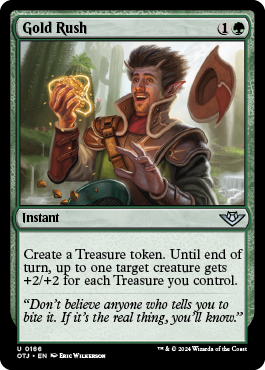 Gold Rush 1
Instant
Create a Treasure token. Until end
of turn, up to one target creature gets
+2/+2 for each Treasure you control.
“Don’t believe anyone who tells you to
bite it. If it’s the real thing, you’ll know.”
U 0166
OTJ • EN Eric Wilkerson
™ & © 2024 Wizards of the Coast